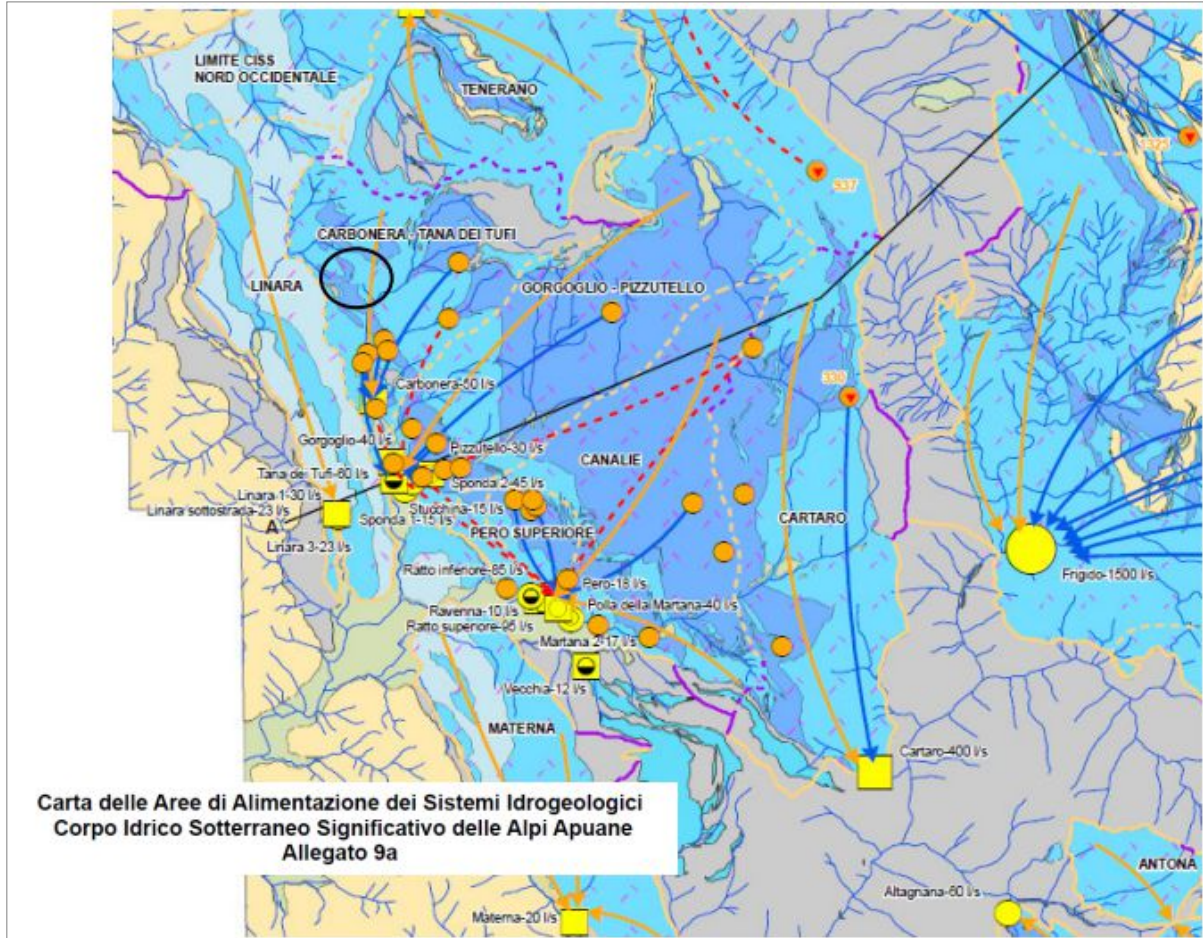 LIMITE CISS
NORD OCCIDENTALE
TENERANO
1325
937
CARBONERA - TANA DEI TUFI
LINARA
GORGOGLIO - PIZZUTELLO
330
Carbonera-50 l/s
Gorgoglio-40 l/s
Pizzutello-30 l/s
CANALIE
Tana dei Tufi-60 l/s
Sponda 2-45 l/s
Linara 1-30 l/s
Stucchina-15 l/s
Linara sottostrada-23 l/s
A
Sponda 1-15 l/s
CARTARO
PERO SUPERIORE
Linara 3-23 l/s
Ratto inferiore-85 l/s
Frigido-1500 l/s
Pero-18 l/s
Ravenna-10 l/s
Polla della Martana-40 l/s
Ratto superiore-95 l/s
Martana 2-17 l/s
Vecchia-12 l/s
MATERNA
Cartaro-400 l/s
Carta delle Aree di Alimentazione dei Sistemi Idrogeologici
Corpo Idrico Sotterraneo Significativo delle Alpi Apuane
Allegato 9a
ANTONA
Altagnana-60 l/s
Materna-20 l/s